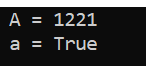 A = 1221
a = True